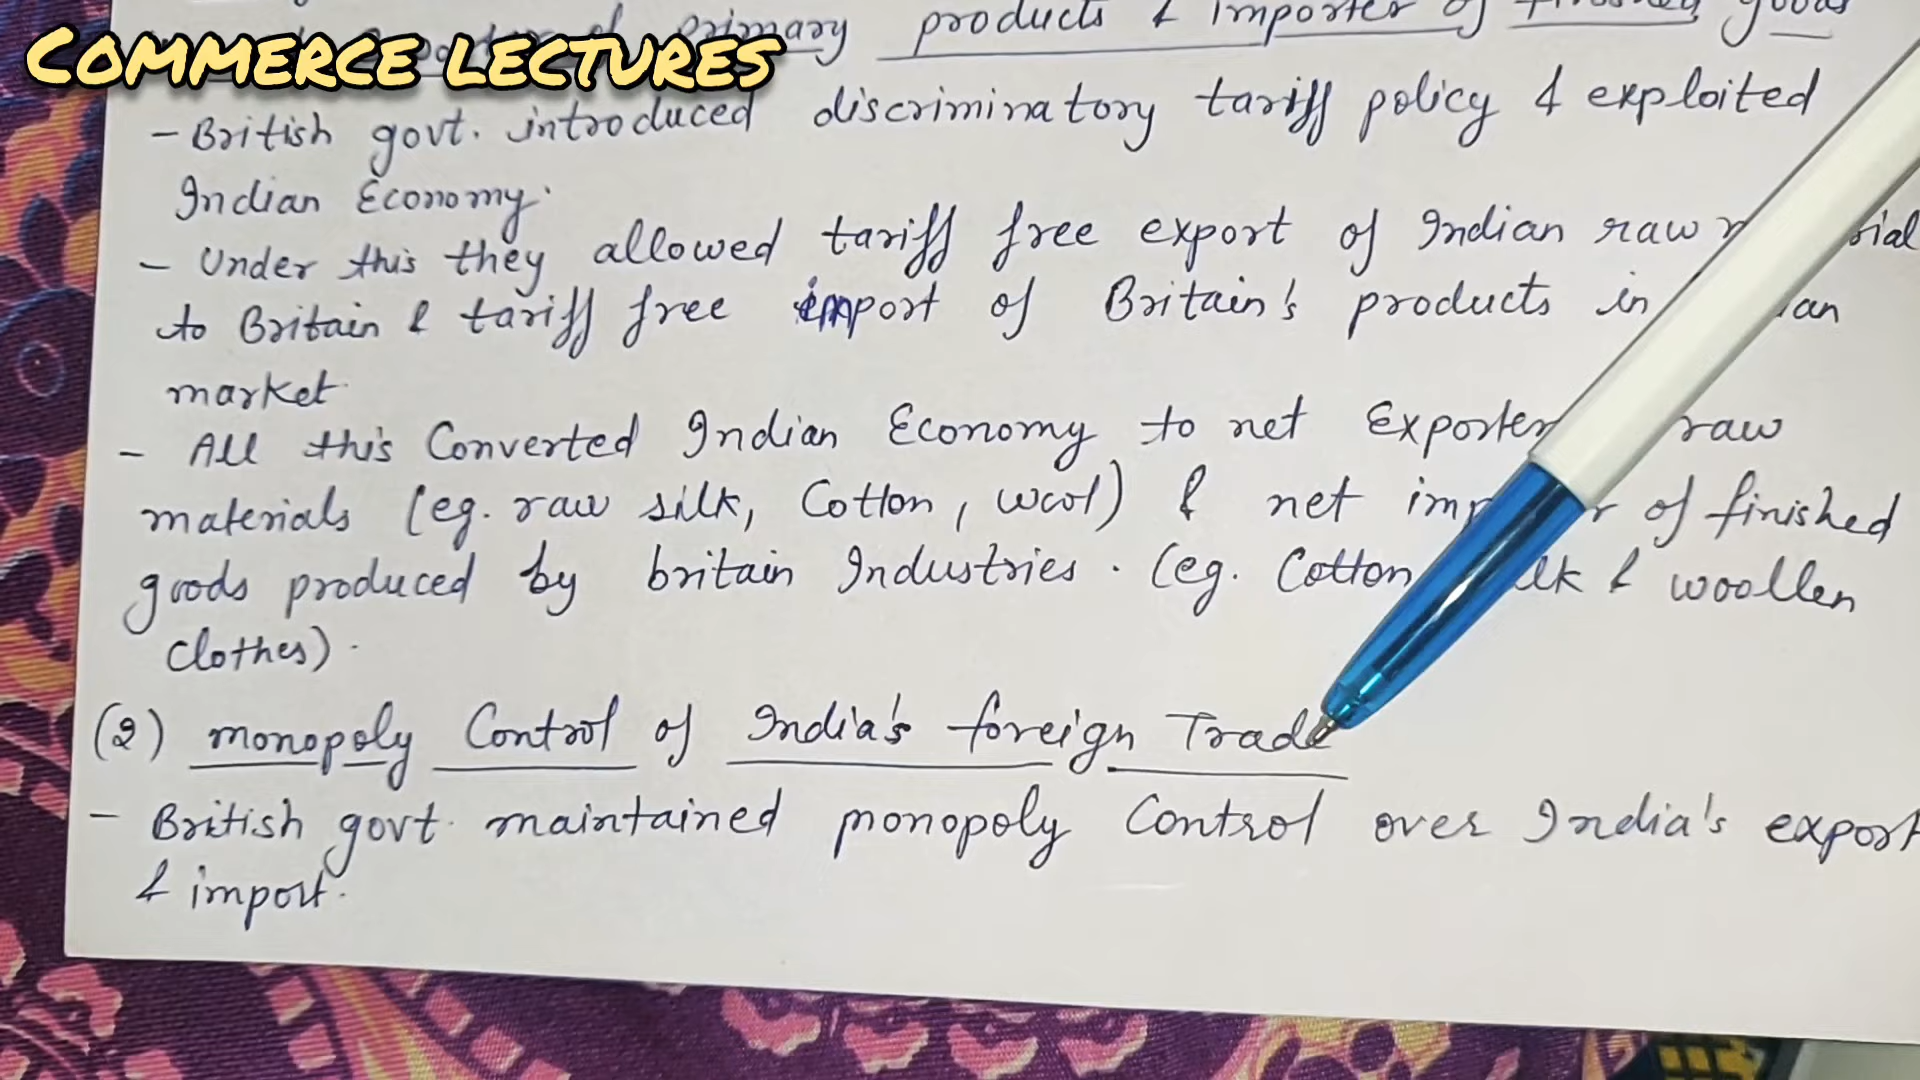 COMMERCE LECTURES
primary products & importer of finished goods
- British govt. introduced discriminatory tariff policy & exploited
Indian Economy.
- Under this they allowed tariff free export of Indian raw
to Britain & tariff free import of Britain's products in
market.
- All this Converted Indian Economy to net Exporter raw
materials (eg. raw silk, Cotton, wool) & net of finished
goods produced by britain Industries. (eg. Cotton & woollen
Clothes).
(2) monopoly Control of India's foreign Trade
- British govt. maintained monopoly Control over India's export
& import.